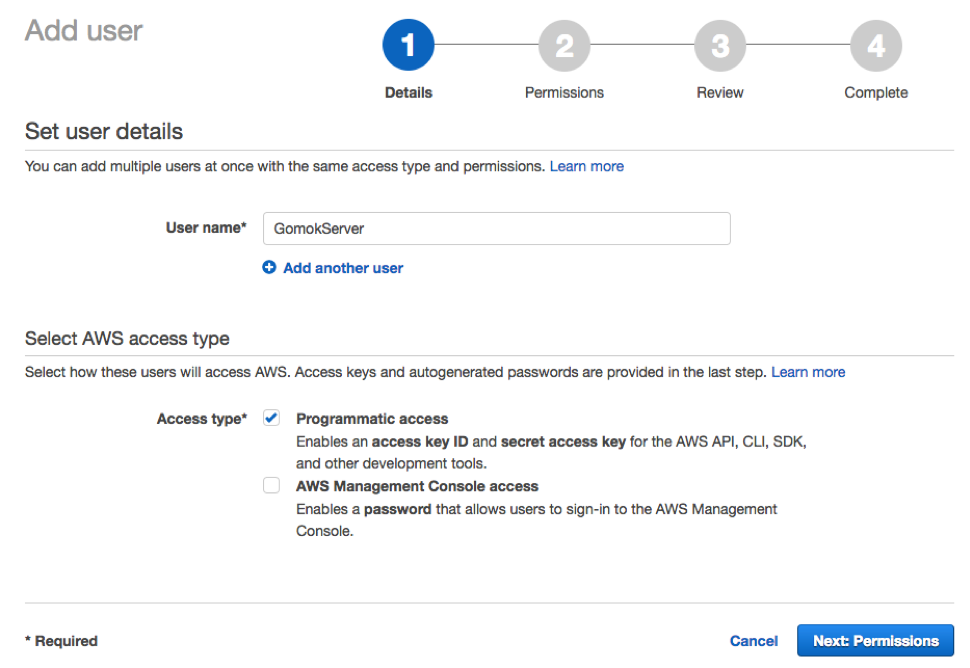 Add user
1
2
3
4
Details
Permissions
Review
Complete
Set user details
You can add multiple users at once with the same access type and permissions. Learn more
User name*
GomokServer
Add another user
Select AWS access type
Select how these users will access AWS. Access keys and autogenerated passwords are provided in the last step. Learn more
Access type*
Programmatic access
Enables an access key ID and secret access key for the AWS API, CLI, SDK,
and other development tools.
AWS Management Console access
Enables a password that allows users to sign-in to the AWS Management
Console.
* Required
Cancel
Next: Permissions